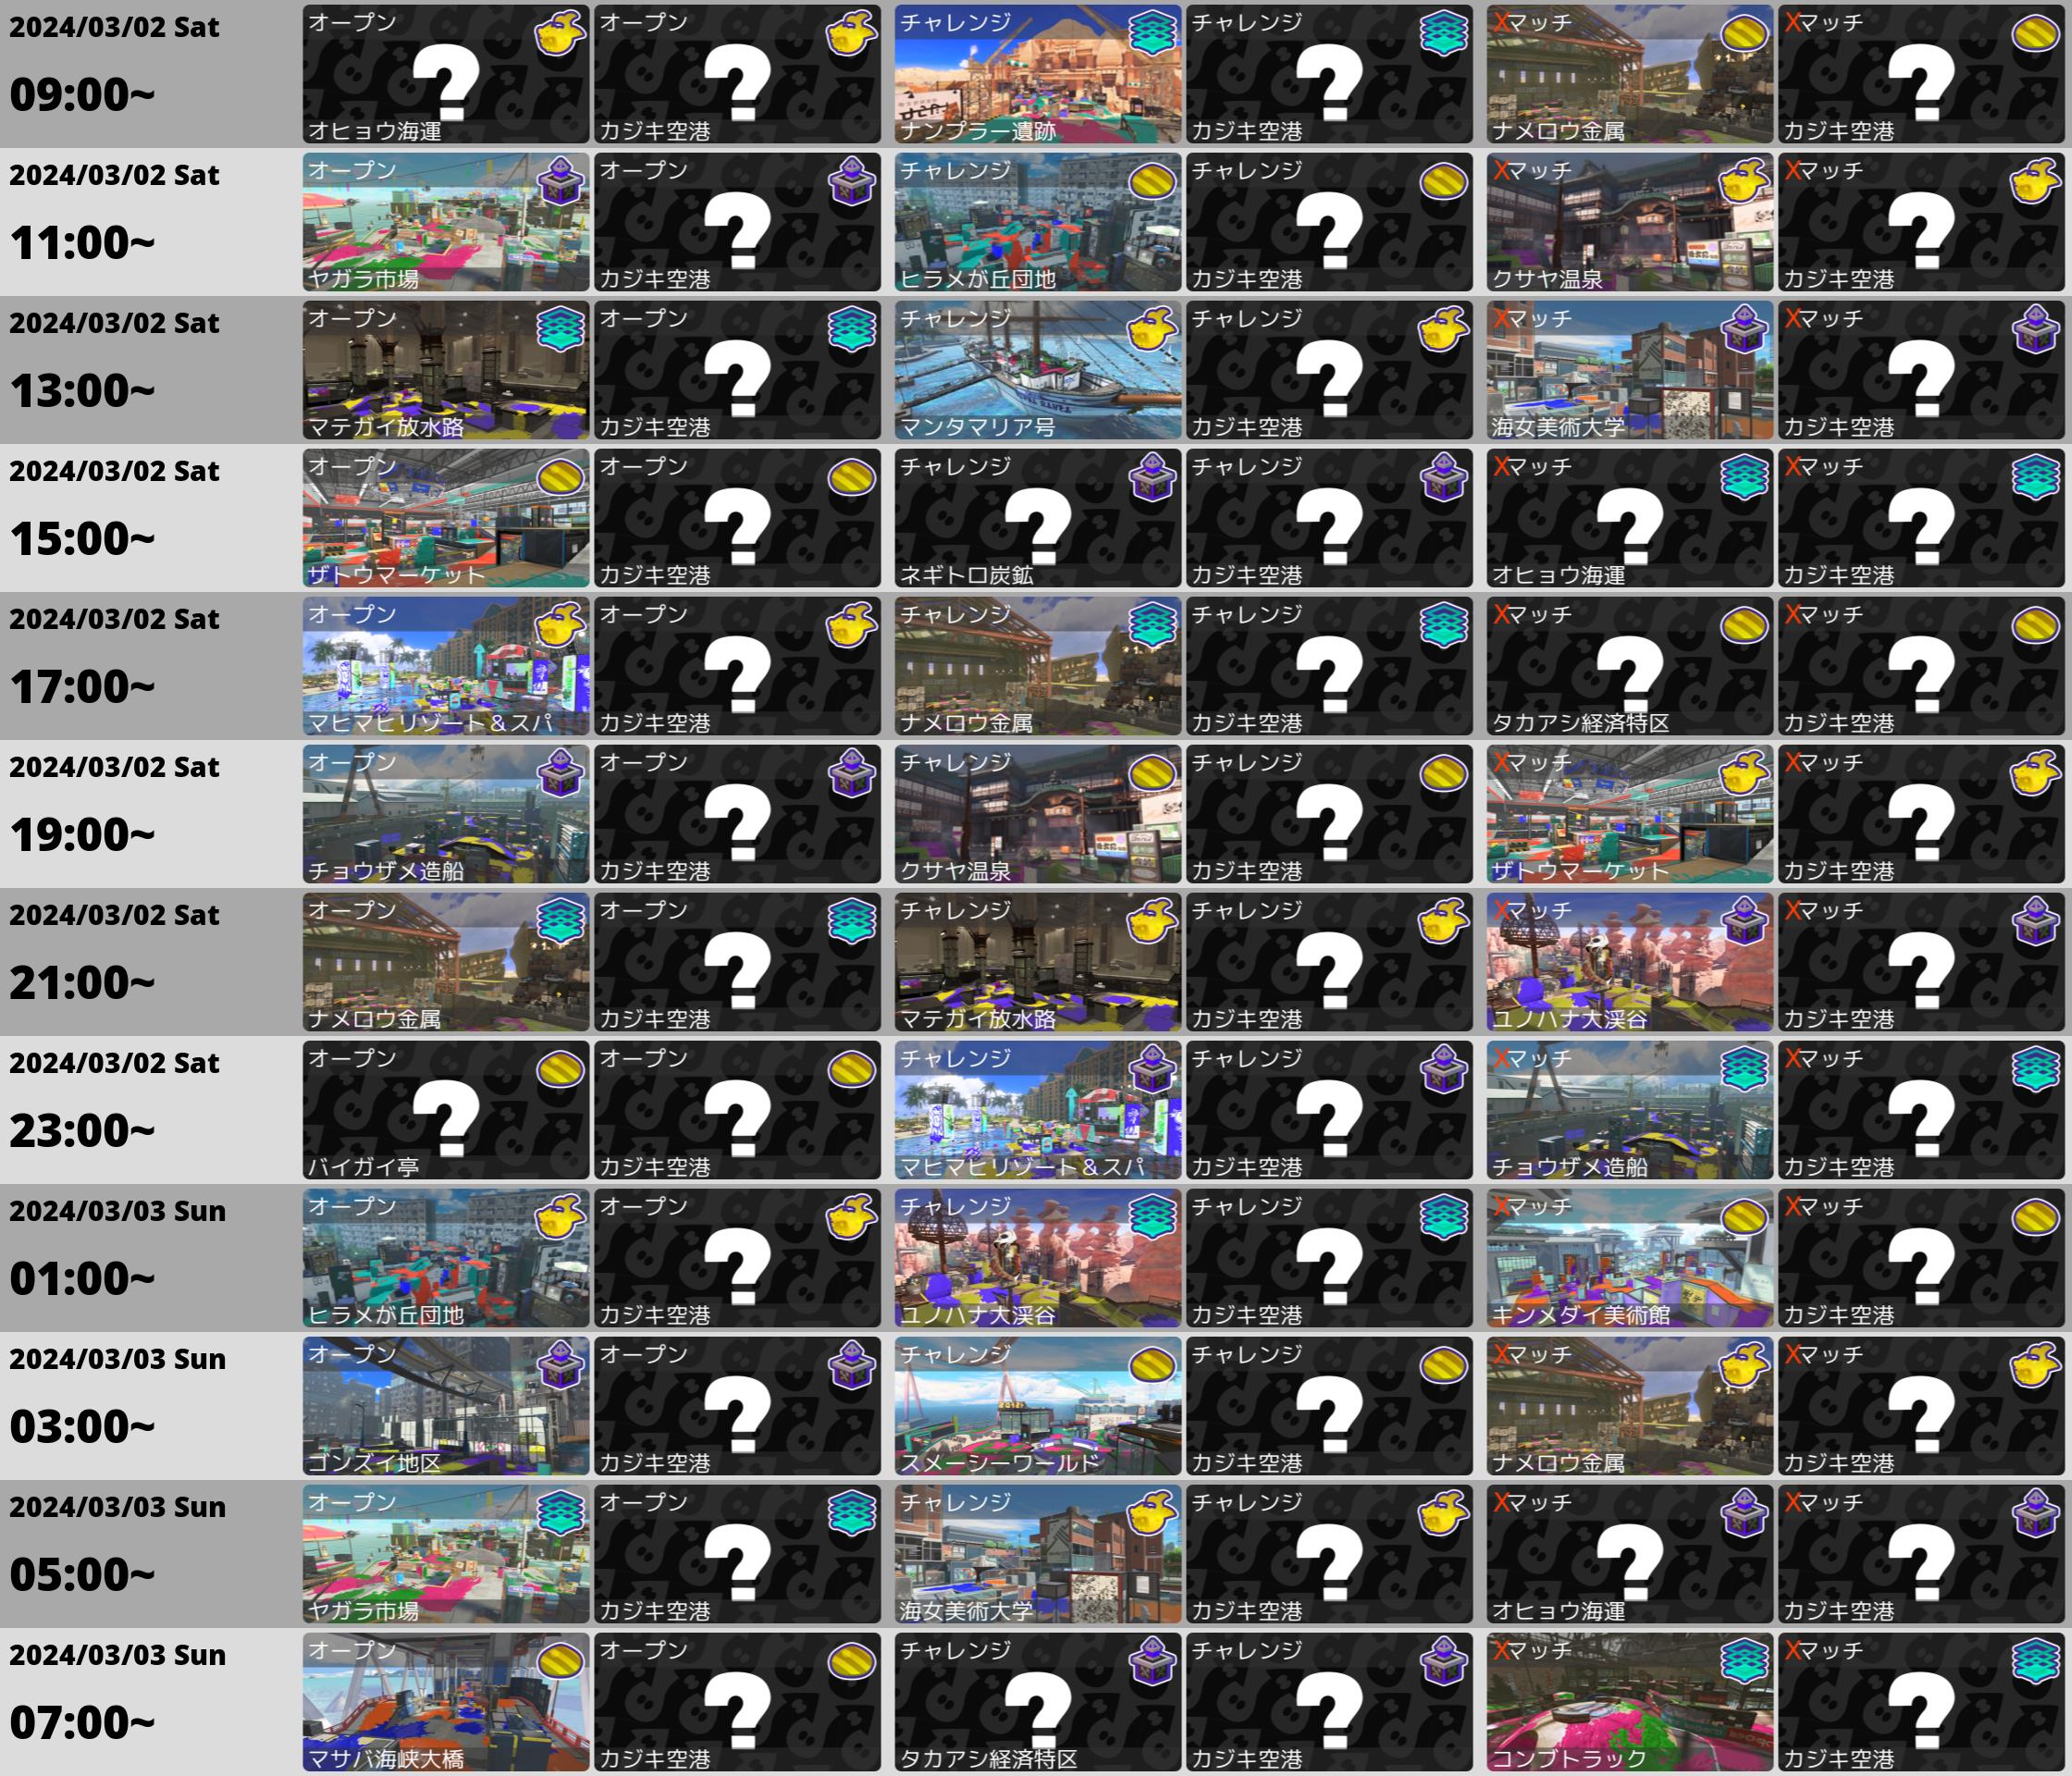 2024/03/02 Sat
09:00~
オープン
オヒョウ海運
オープン
カジキ空港
チャレンジ
ナンプラー遺跡
チャレンジ
カジキ空港
Xマッチ
ナメロウ金属
Xマッチ
カジキ空港
2024/03/02 Sat
11:00~
オープン
ヤガラ市場
オープン
カジキ空港
チャレンジ
ヒラメが丘団地
チャレンジ
カジキ空港
Xマッチ
クサヤ温泉
Xマッチ
カジキ空港
2024/03/02 Sat
13:00~
オープン
マテガイ放水路
オープン
カジキ空港
チャレンジ
マンタマリア号
チャレンジ
カジキ空港
Xマッチ
海女美術大学
Xマッチ
カジキ空港
2024/03/02 Sat
15:00~
オープン
ザトウマーケット
オープン
カジキ空港
チャレンジ
ネギトロ炭鉱
チャレンジ
カジキ空港
Xマッチ
オヒョウ海運
Xマッチ
カジキ空港
2024/03/02 Sat
17:00~
オープン
マヒマヒリゾート＆スパ
オープン
カジキ空港
チャレンジ
ナメロウ金属
チャレンジ
カジキ空港
Xマッチ
タカアシ経済特区
Xマッチ
カジキ空港
2024/03/02 Sat
19:00~
オープン
チョウザメ造船
オープン
カジキ空港
チャレンジ
クサヤ温泉
チャレンジ
カジキ空港
Xマッチ
ザトウマーケット
Xマッチ
カジキ空港
2024/03/02 Sat
21:00~
オープン
ナメロウ金属
オープン
カジキ空港
チャレンジ
マテガイ放水路
チャレンジ
カジキ空港
Xマッチ
ユノハナ大渓谷
Xマッチ
カジキ空港
2024/03/02 Sat
23:00~
オープン
バイガイ亭
オープン
カジキ空港
チャレンジ
マヒマヒリゾート＆スパ
チャレンジ
カジキ空港
Xマッチ
チョウザメ造船
Xマッチ
カジキ空港
2024/03/03 Sun
01:00~
オープン
ヒラメが丘団地
オープン
カジキ空港
チャレンジ
ユノハナ大渓谷
チャレンジ
カジキ空港
Xマッチ
キンメダイ美術館
Xマッチ
カジキ空港
2024/03/03 Sun
03:00~
オープン
ゴンズイ地区
オープン
カジキ空港
チャレンジ
スメーシーワールド
チャレンジ
カジキ空港
Xマッチ
ナメロウ金属
Xマッチ
カジキ空港
2024/03/03 Sun
05:00~
オープン
ヤガラ市場
オープン
カジキ空港
チャレンジ
海女美術大学
チャレンジ
カジキ空港
Xマッチ
オヒョウ海運
Xマッチ
カジキ空港
2024/03/03 Sun
07:00~
オープン
マサバ海峡大橋
オープン
カジキ空港
チャレンジ
タカアシ経済特区
チャレンジ
カジキ空港
Xマッチ
コンブトラック
Xマッチ
カジキ空港